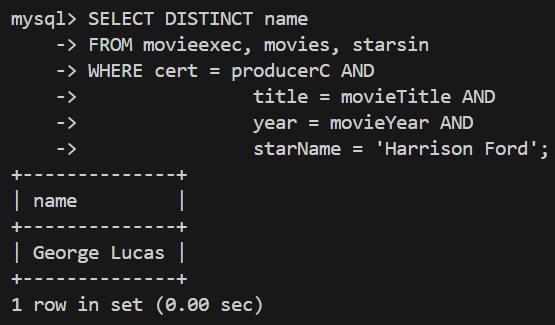 mysql> SELECT DISTINCT name
    -> FROM movieexec, movies, starsin
    -> WHERE cert = producerC AND
    ->               title = movieTitle AND
    ->               year = movieYear AND
    ->               starName = 'Harrison Ford';
+--------------+
| name         |
+--------------+
| George Lucas |
+--------------+
1 row in set (0.00 sec)